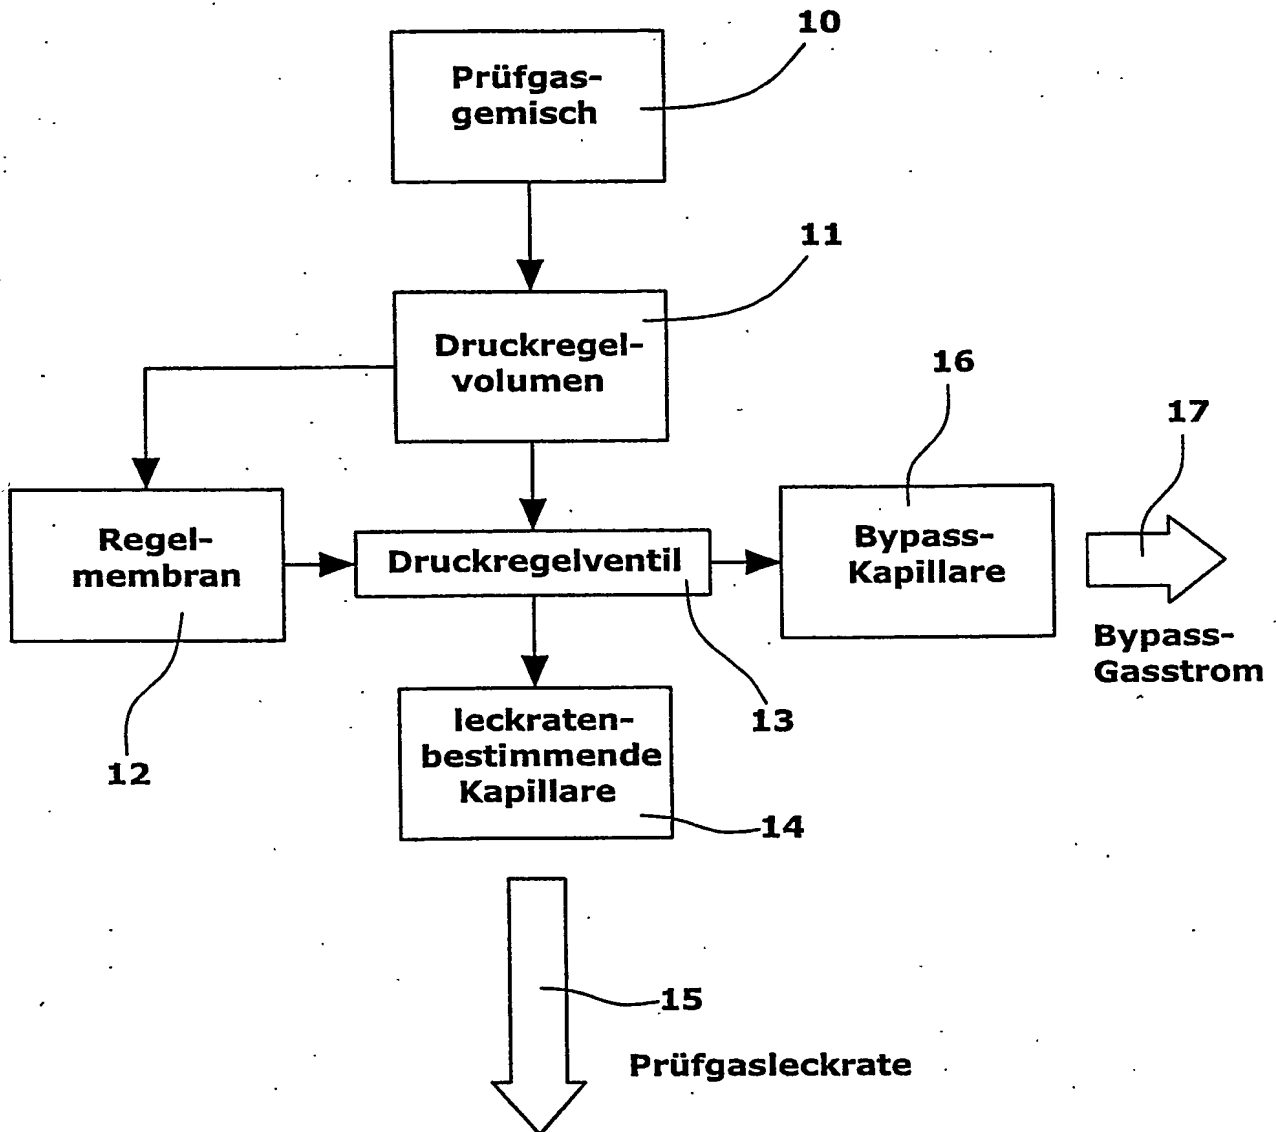 10
Prüfgas-
gemisch
11
Druckregel-
volumen
16
17
Regel-
membran
Druckregelventil
Bypass-
Kapillare
Bypass-
Gasstrom
12
13
leckraten-
bestimmende
Kapillare
14
15
Prüfgasleckrate